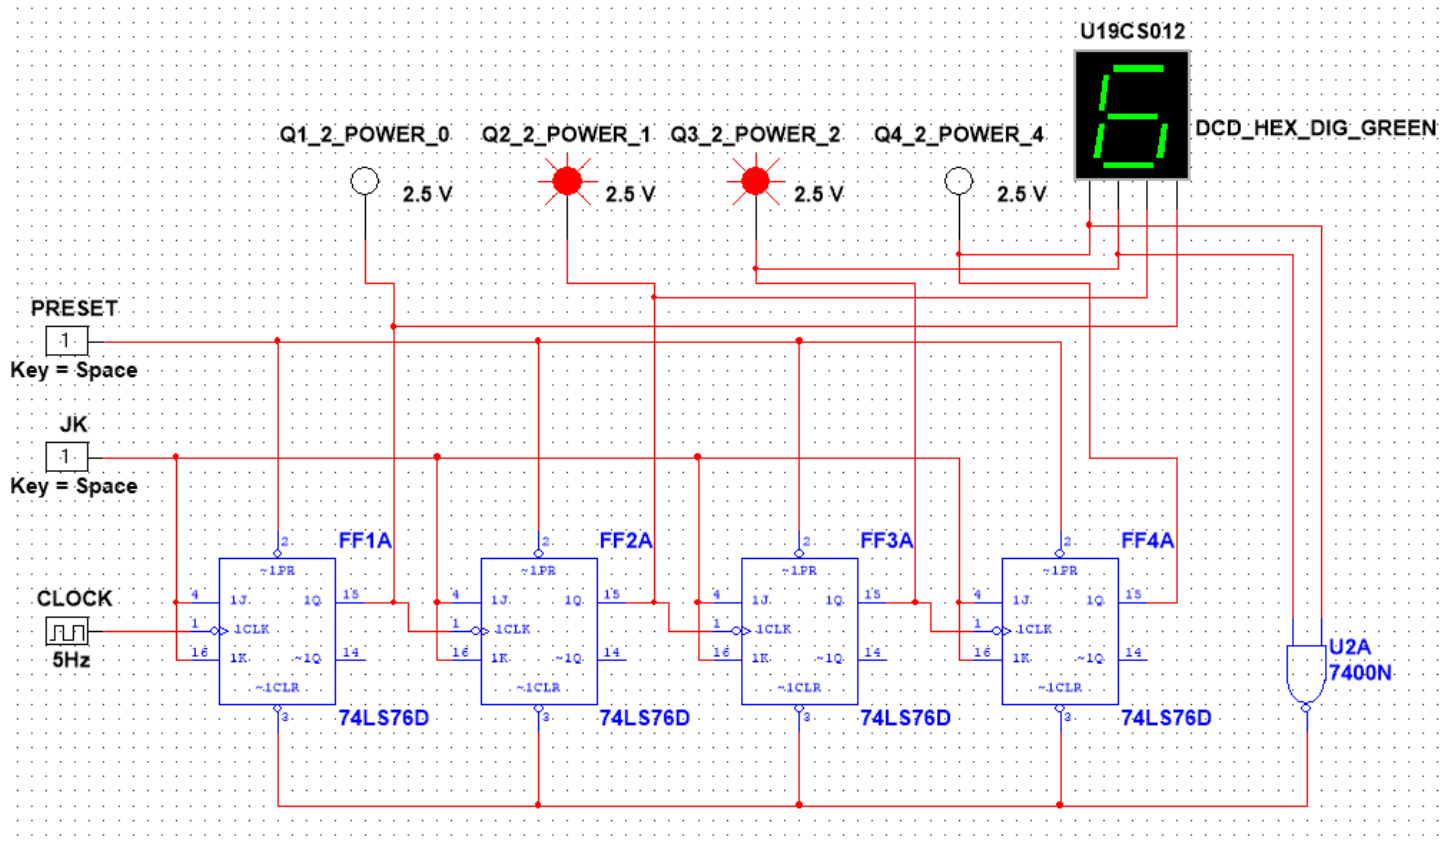 U19CS012
DCD_HEX_DIG_GREEN
Q1_2_POWER_0 Q2_2_POWER_1 Q3_2_POWER_2 Q4_2_POWER_4
2.5 V 2.5 V 2.5 V 2.5 V
6
PRESET
1
Key = Space
JK
1
Key = Space
2 FF1A 2 FF2A 2 FF3A 2 FF4A
~1PR ~1PR ~1PR ~1PR
CLOCK
4 1J 1Q 15 4 1J 1Q 15 4 1J 1Q 15 4 1J 1Q 15
1 1CLK 1 1CLK 1 1CLK 1 1CLK
5Hz
16 1K ~1Q 14 16 1K ~1Q 14 16 1K ~1Q 14 16 1K ~1Q 14
~1CLR ~1CLR ~1CLR ~1CLR
3 74LS76D 3 74LS76D 3 74LS76D 3 74LS76D
U2A
7400N